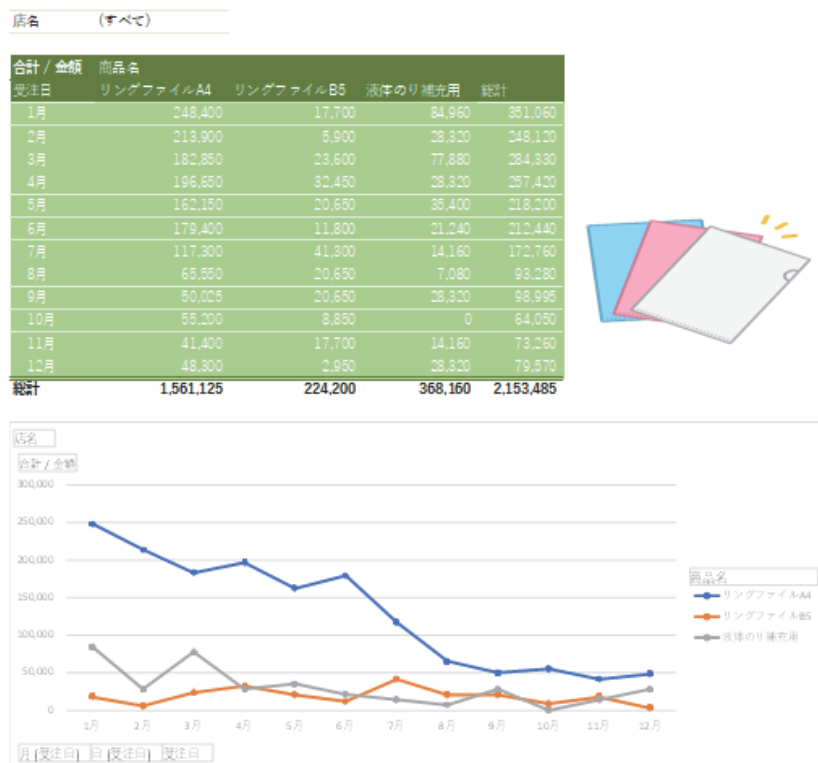 店名 (すべて)
合計 / 金額 商品名
受注日 リングファイルA4 リングファイルB5 液体のり補充用 総計
1月 248,400 17,700 84,960 351,060
2月 213,900 5,900 28,320 248,120
3月 182,850 23,600 77,880 284,330
4月 196,650 32,450 28,320 257,420
5月 162,150 20,650 35,400 218,200
6月 179,400 11,800 21,240 212,440
7月 117,300 41,300 14,160 172,760
8月 65,550 20,650 7,080 93,280
9月 50,025 20,650 28,320 98,995
10月 55,200 8,850 0 64,050
11月 41,400 17,700 14,160 73,260
12月 48,300 2,950 28,320 79,570
総計 1,561,125 224,200 368,160 2,153,485
店名
合計 / 金額
300,000
250,000
200,000
150,000
100,000
50,000
0
1月 2月 3月 4月 5月 6月 7月 8月 9月 10月 11月 12月
商品名
リングファイルA4
リングファイルB5
液体のり補充用
月 (受注日) 日 (受注日) 受注日